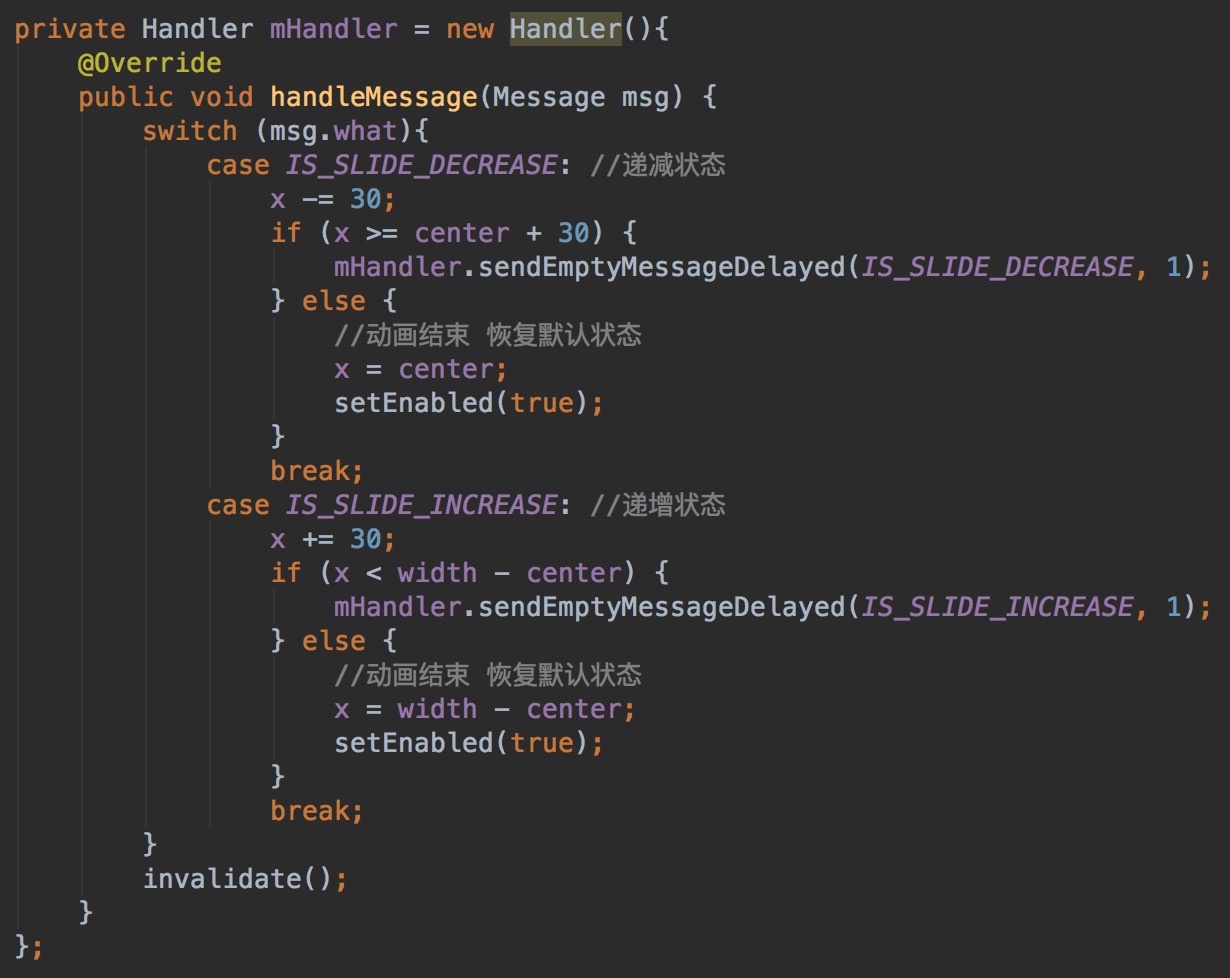 private Handler mHandler = new Handler(){
    @Override
    public void handleMessage(Message msg) {
        switch (msg.what){
            case IS_SLIDE_DECREASE: //递减状态
                x -= 30;
                if (x >= center + 30) {
                    mHandler.sendEmptyMessageDelayed(IS_SLIDE_DECREASE, 1);
                } else {
                    //动画结束 恢复默认状态
                    x = center;
                    setEnabled(true);
                }
                break;
            case IS_SLIDE_INCREASE: //递增状态
                x += 30;
                if (x < width - center) {
                    mHandler.sendEmptyMessageDelayed(IS_SLIDE_INCREASE, 1);
                } else {
                    //动画结束 恢复默认状态
                    x = width - center;
                    setEnabled(true);
                }
                break;
        }
        invalidate();
    }
};